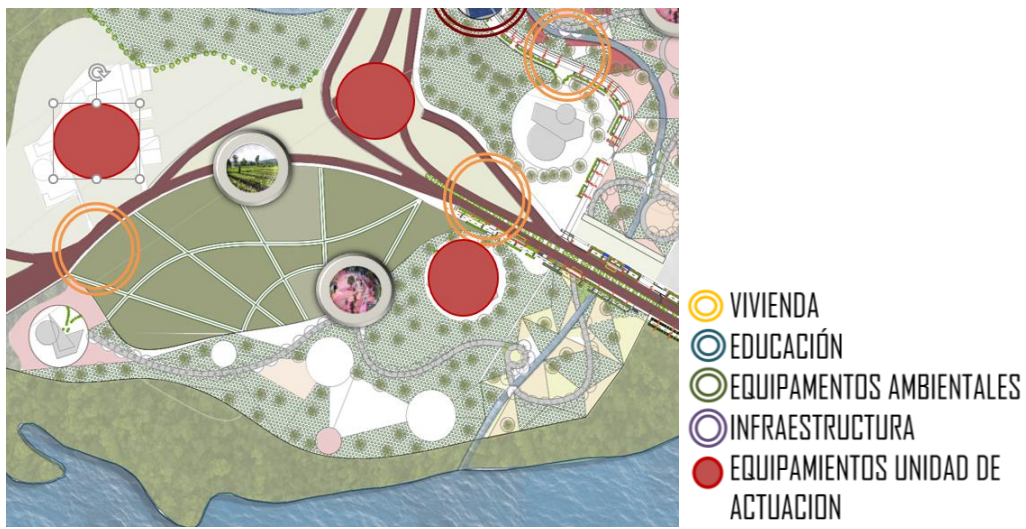 VIVIENDA
EDUCACIÓN
EQUIPAMENTOS AMBIENTALES
INFRAESTRUCTURA
EQUIPAMIENTOS UNIDAD DE
ACTUACION